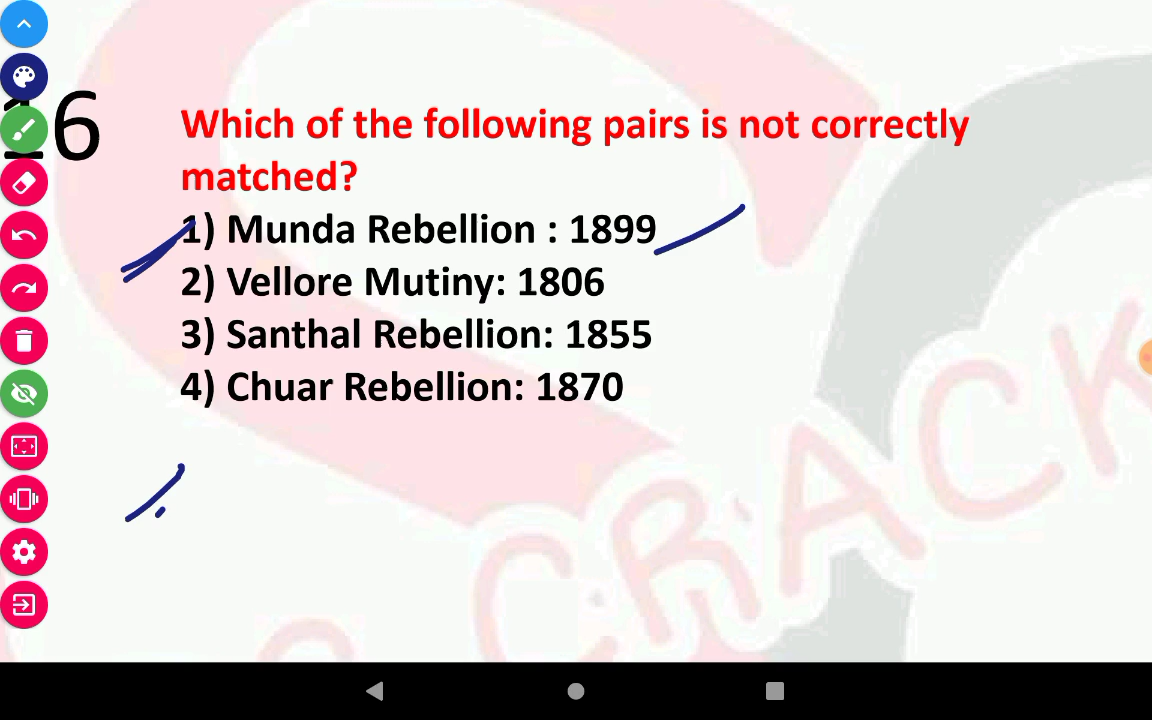 16
Which of the following pairs is not correctly
matched?
1) Munda Rebellion : 1899
2) Vellore Mutiny: 1806
3) Santhal Rebellion: 1855
4) Chuar Rebellion: 1870
CRACK